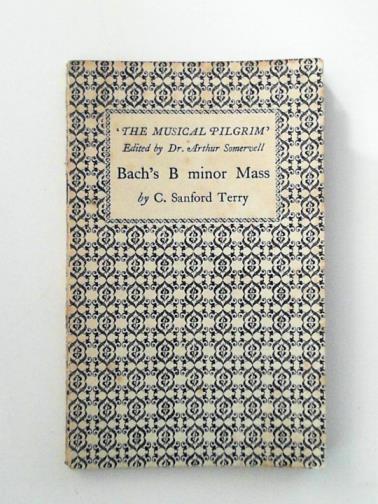 'THE MUSICAL PILGRIM'
Edited by Dr. Arthur Somervell
Bach's B minor Mass
by C. Sanford Terry